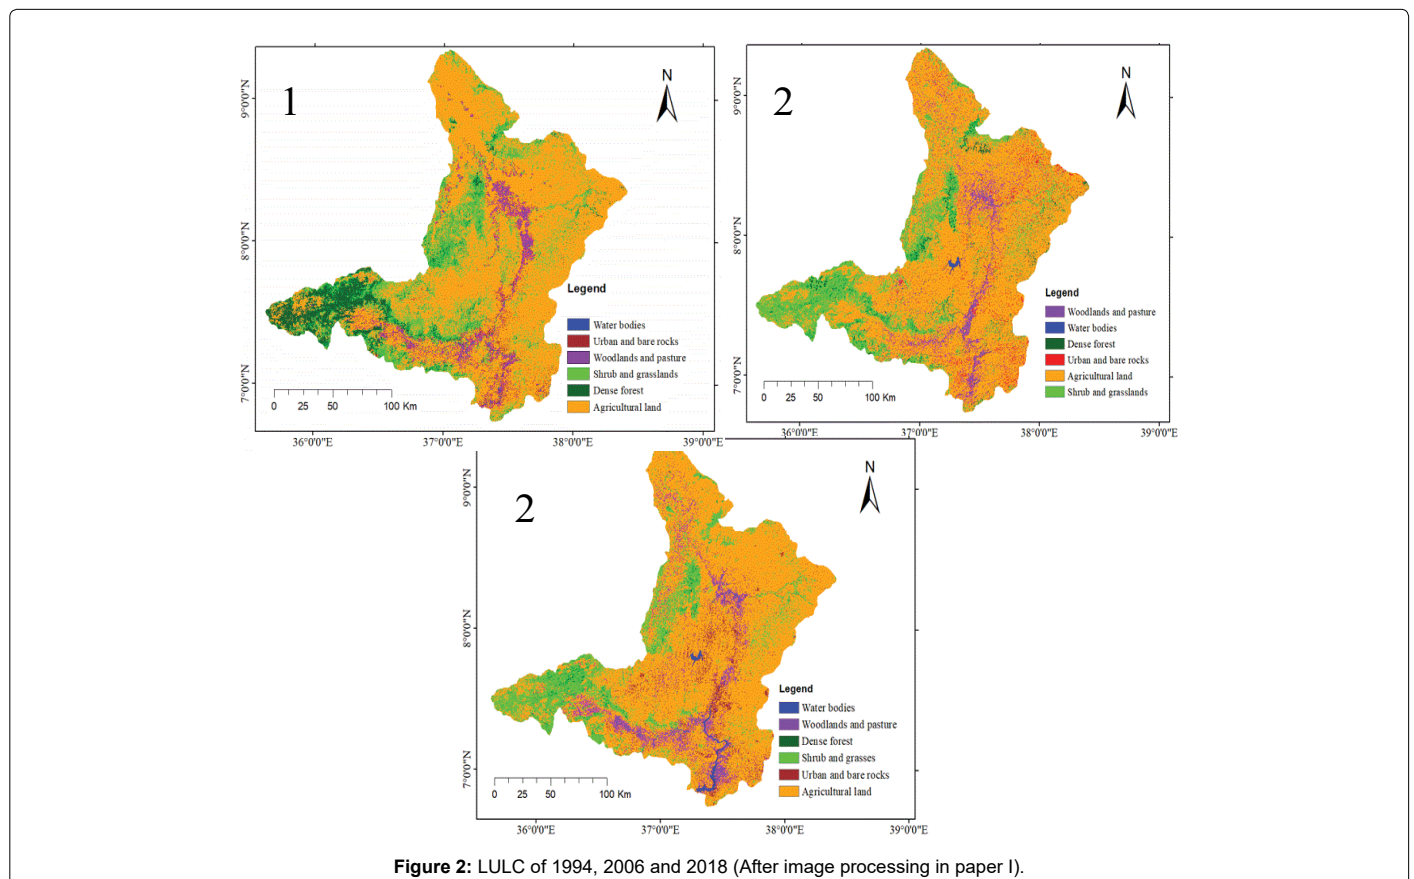 1
N
9°0'0"N
8°0'0"N
7°0'0"N
Legend
Water bodies
Urban and bare rocks
Woodlands and pasture
Shrub and grasslands
Dense forest
Agricultural land
0 25 50 100 Km
36°0'0"E 37°0'0"E 38°0'0"E 39°0'0"E
2
N
9°0'0"N
8°0'0"N
7°0'0"N
Legend
Woodlands and pasture
Water bodies
Dense forest
Urban and bare rocks
Agricultural land
Shrub and grasslands
0 25 50 100 Km
36°0'0"E 37°0'0"E 38°0'0"E 39°0'0"E
2
N
9°0'0"N
8°0'0"N
7°0'0"N
Legend
Water bodies
Woodlands and pasture
Dense forest
Shrub and grasses
Urban and bare rocks
Agricultural land
0 25 50 100 Km
36°0'0"E 37°0'0"E 38°0'0"E 39°0'0"E
Figure 2: LULC of 1994, 2006 and 2018 (After image processing in paper I).